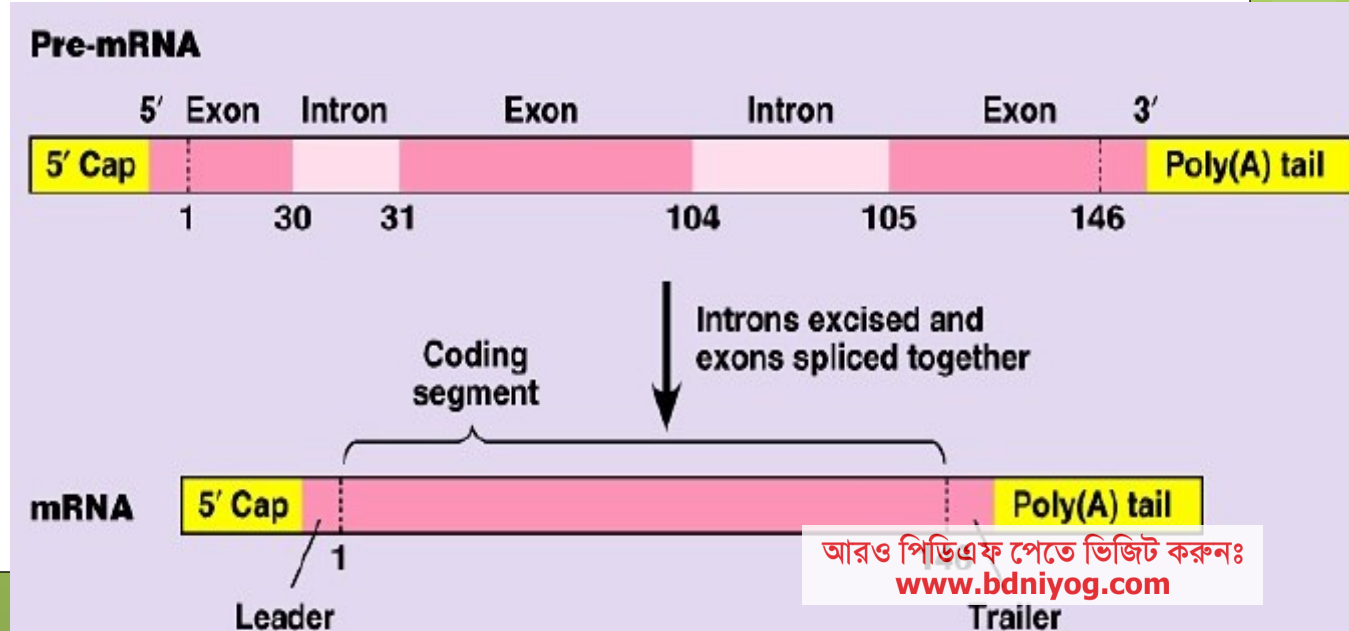 Pre-mRNA
5′ Exon Intron Exon Intron Exon 3′
5′ Cap Poly(A) tail
1 30 31 104 105 146
Introns excised and
exons spliced together
Coding
segment
mRNA 5′ Cap Poly(A) tail
1
Leader Trailer
আরও পিডিএফ পেতে ভিজিট করুনঃ
www.bdniyog.com